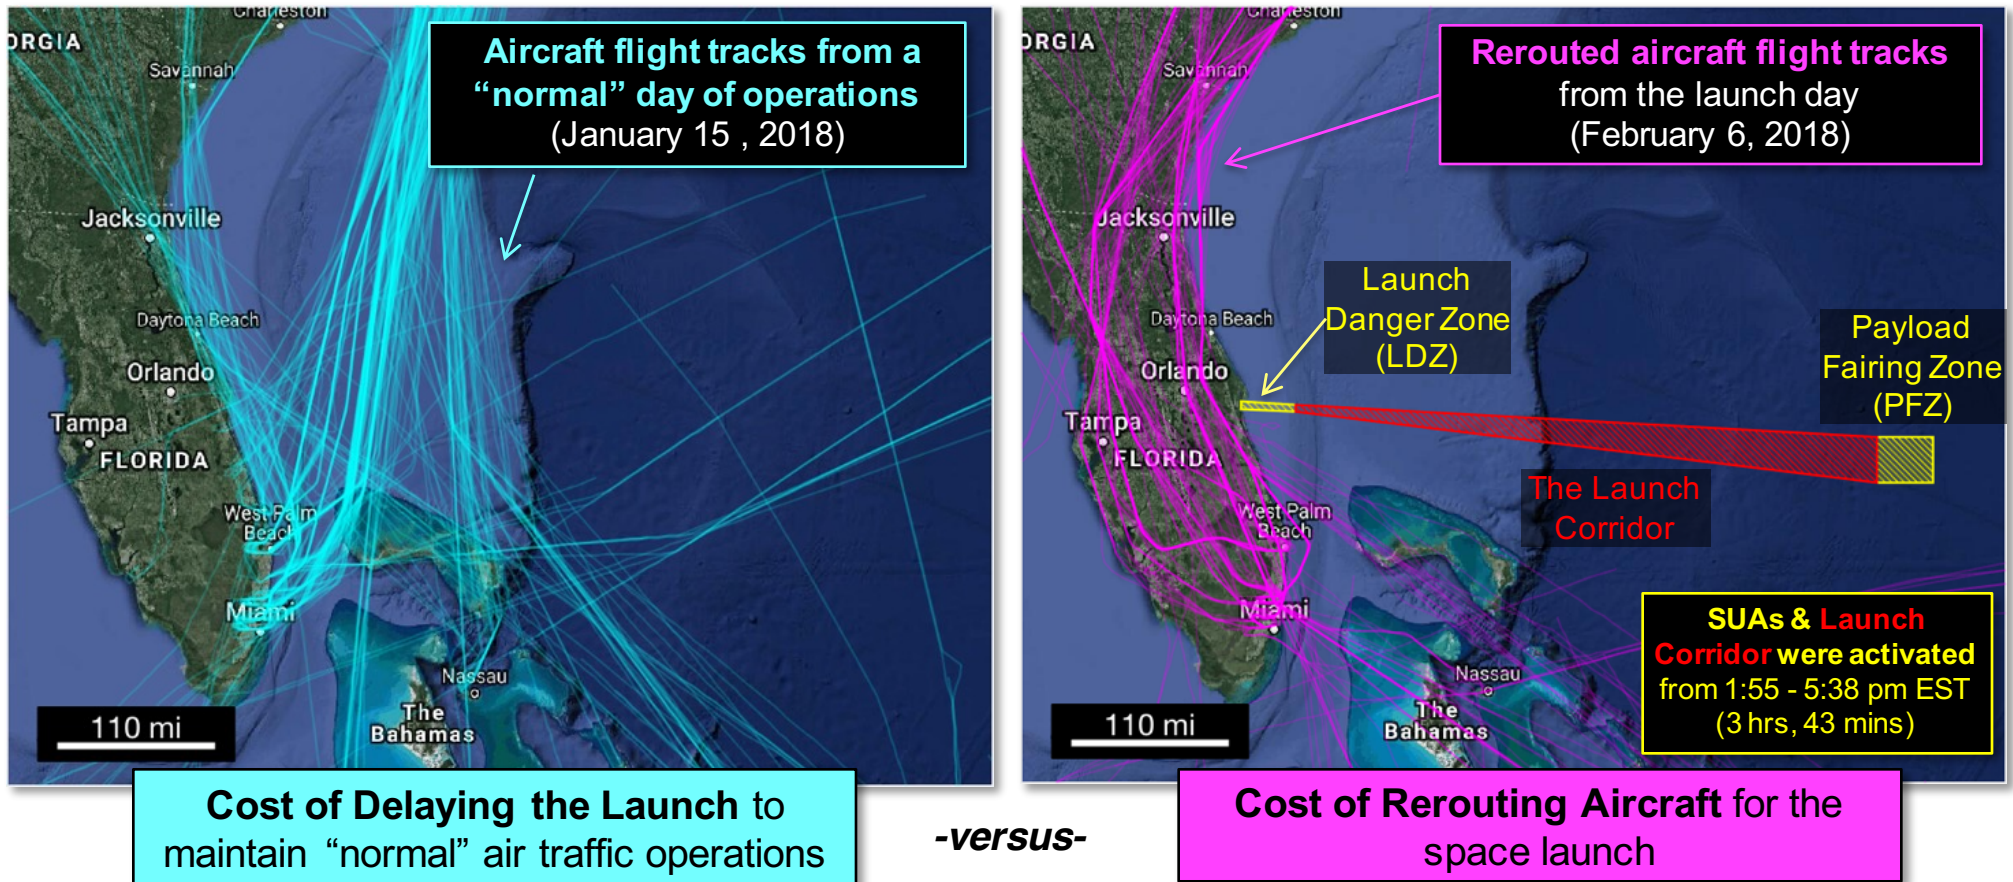 Charleston
ORGIA
Savannah
Aircraft flight tracks from a
“normal” day of operations
(January 15 , 2018)
Jacksonville
Daytona Beach
Orlando
Tampa
FLORIDA
West Palm
Beach
Miami
Nassau
The
Bahamas
110 mi
Cost of Delaying the Launch to
maintain “normal” air traffic operations
-versus-
Charleston
ORGIA
Savannah
Rerouted aircraft flight tracks
from the launch day
(February 6, 2018)
Jacksonville
Launch
Danger Zone
(LDZ)
Daytona Beach
Payload
Fairing Zone
(PFZ)
Orlando
Tampa
FLORIDA
The Launch
Corridor
West Palm
Beach
Miami
SUAs & Launch
Corridor were activated
from 1:55 - 5:38 pm EST
(3 hrs, 43 mins)
Nassau
The
Bahamas
110 mi
Cost of Rerouting Aircraft for the
space launch